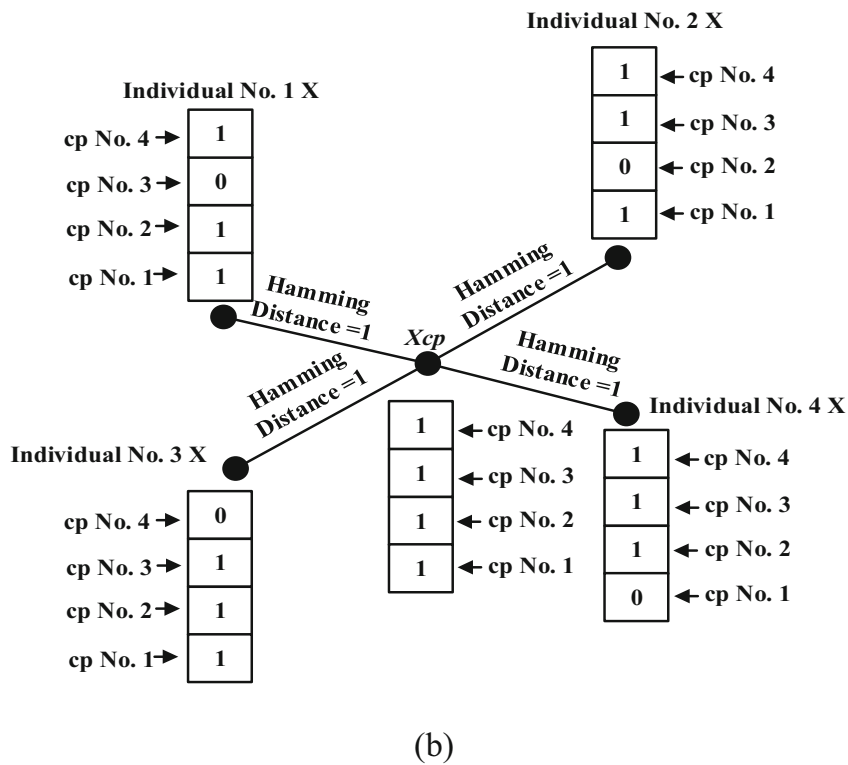 Individual No. 1 X
cp No. 4 1
cp No. 3 0
cp No. 2 1
cp No. 1 1
Individual No. 2 X
1 cp No. 4
1 cp No. 3
0 cp No. 2
1 cp No. 1
Hamming
Distance =1
Hamming
Distance =1
Xcp
Hamming
Distance =1
Hamming
Distance =1
Individual No. 3 X
cp No. 4 0
cp No. 3 1
cp No. 2 1
cp No. 1 1
1 cp No. 4
1 cp No. 3
1 cp No. 2
1 cp No. 1
Individual No. 4 X
1 cp No. 4
1 cp No. 3
1 cp No. 2
0 cp No. 1
(b)